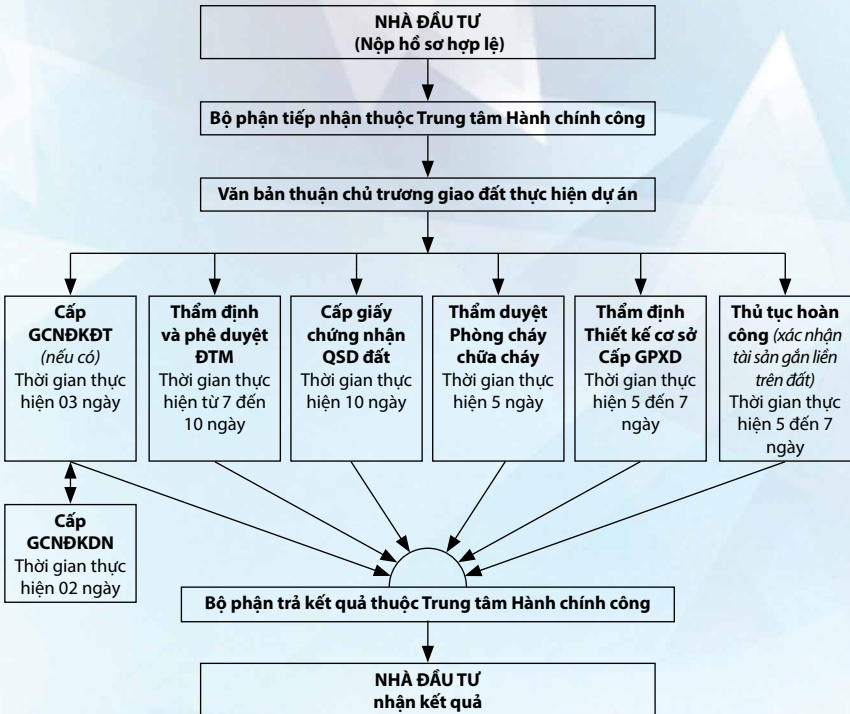 NHÀ ĐẦU TƯ
(Nộp hồ sơ hợp lệ)
Bộ phận tiếp nhận thuộc Trung tâm Hành chính công
Văn bản thuận chủ trương giao đất thực hiện dự án
Cấp
GCNĐKĐT
(nếu có)
Thời gian thực
hiện 03 ngày
Thẩm định
và phê duyệt
ĐTM
Thời gian thực
hiện từ 7 đến
10 ngày
Cấp giấy
chứng nhận
QSD đất
Thời gian thực
hiện 10 ngày
Thẩm duyệt
Phòng cháy
chữa cháy
Thời gian thực
hiện 5 ngày
Thẩm định
Thiết kế cơ sở
Cấp GPXD
Thời gian thực
hiện 5 đến 7
ngày
Thủ tục hoàn
công (xác nhận
tài sản gắn liền
trên đất)
Thời gian thực
hiện 5 đến 7
ngày
Cấp
GCNĐKDN
Thời gian thực
hiện 02 ngày
Bộ phận trả kết quả thuộc Trung tâm Hành chính công
NHÀ ĐẦU TƯ
nhận kết quả